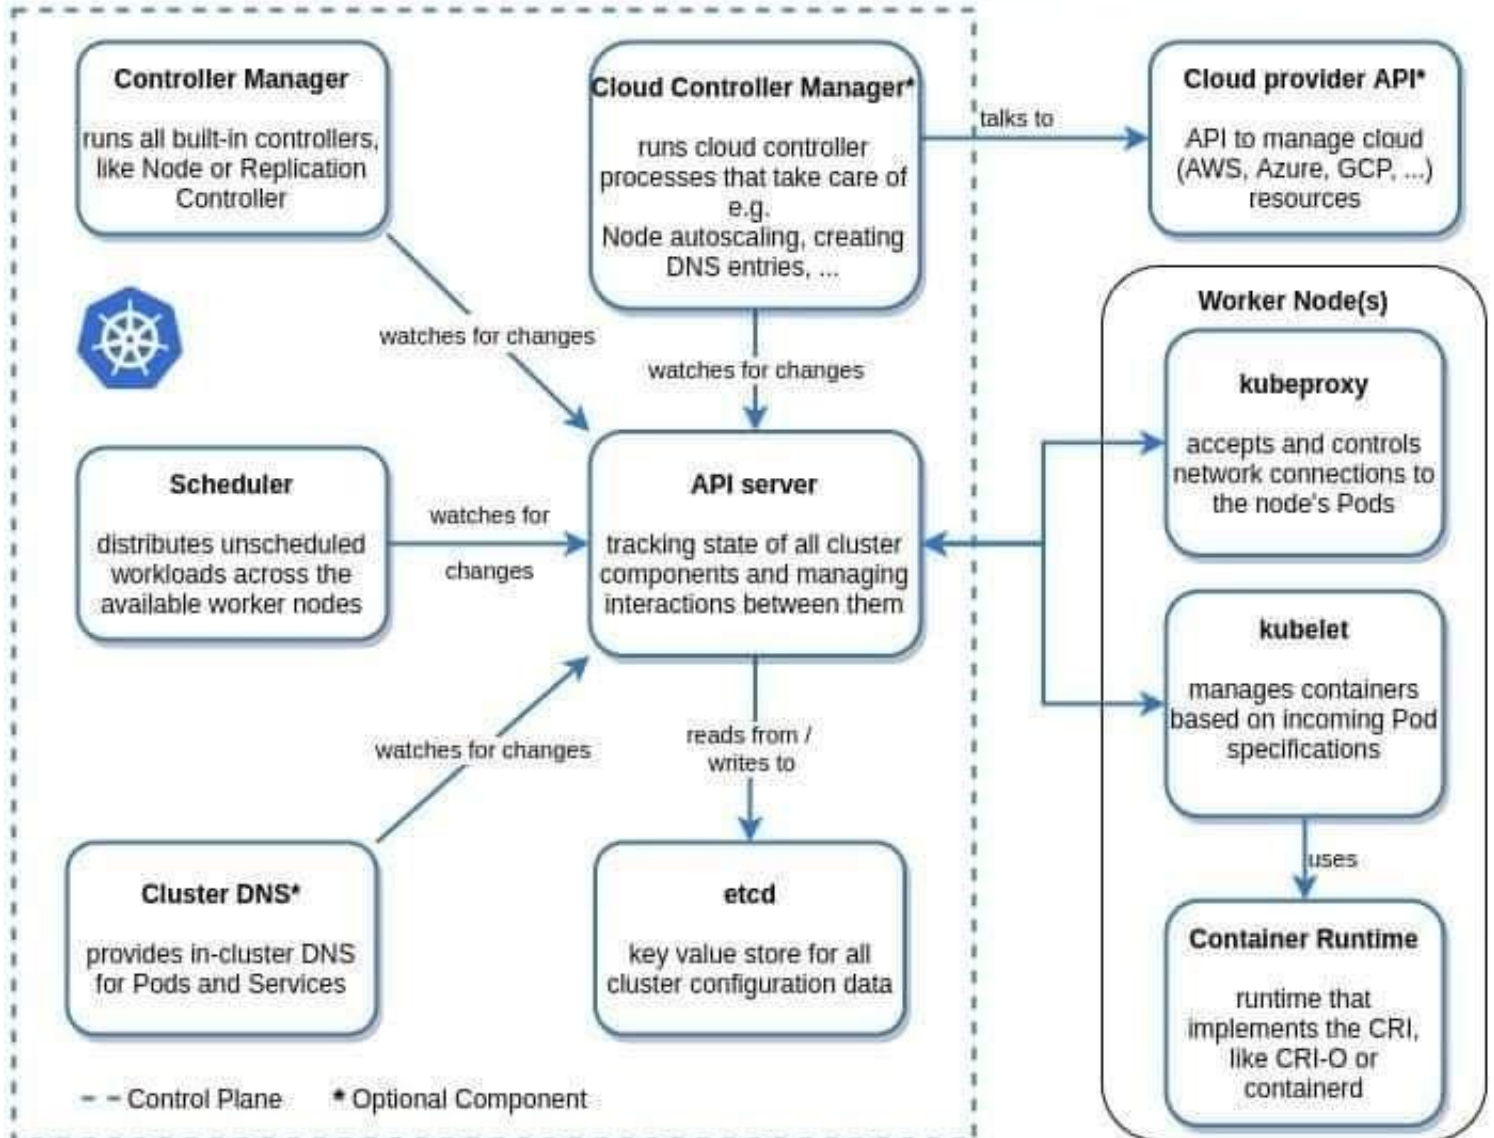 Controller Manager
runs all built-in controllers,
like Node or Replication
Controller
Cloud Controller Manager*
runs cloud controller
processes that take care of
e.g.
Node autoscaling, creating
DNS entries, ...
talks to
Cloud provider API*
API to manage cloud
(AWS, Azure, GCP, ...)
resources
watches for changes
watches for changes
Worker Node(s)
kubeproxy
accepts and controls
network connections to
the node's Pods
Scheduler
distributes unscheduled
workloads across the
available worker nodes
watches for
changes
API server
tracking state of all cluster
components and managing
interactions between them
kubelet
manages containers
based on incoming Pod
specifications
watches for changes
reads from /
writes to
uses
Cluster DNS*
provides in-cluster DNS
for Pods and Services
etcd
key value store for all
cluster configuration data
Container Runtime
runtime that
implements the CRI,
like CRI-O or
containerd
Control Plane
* Optional Component